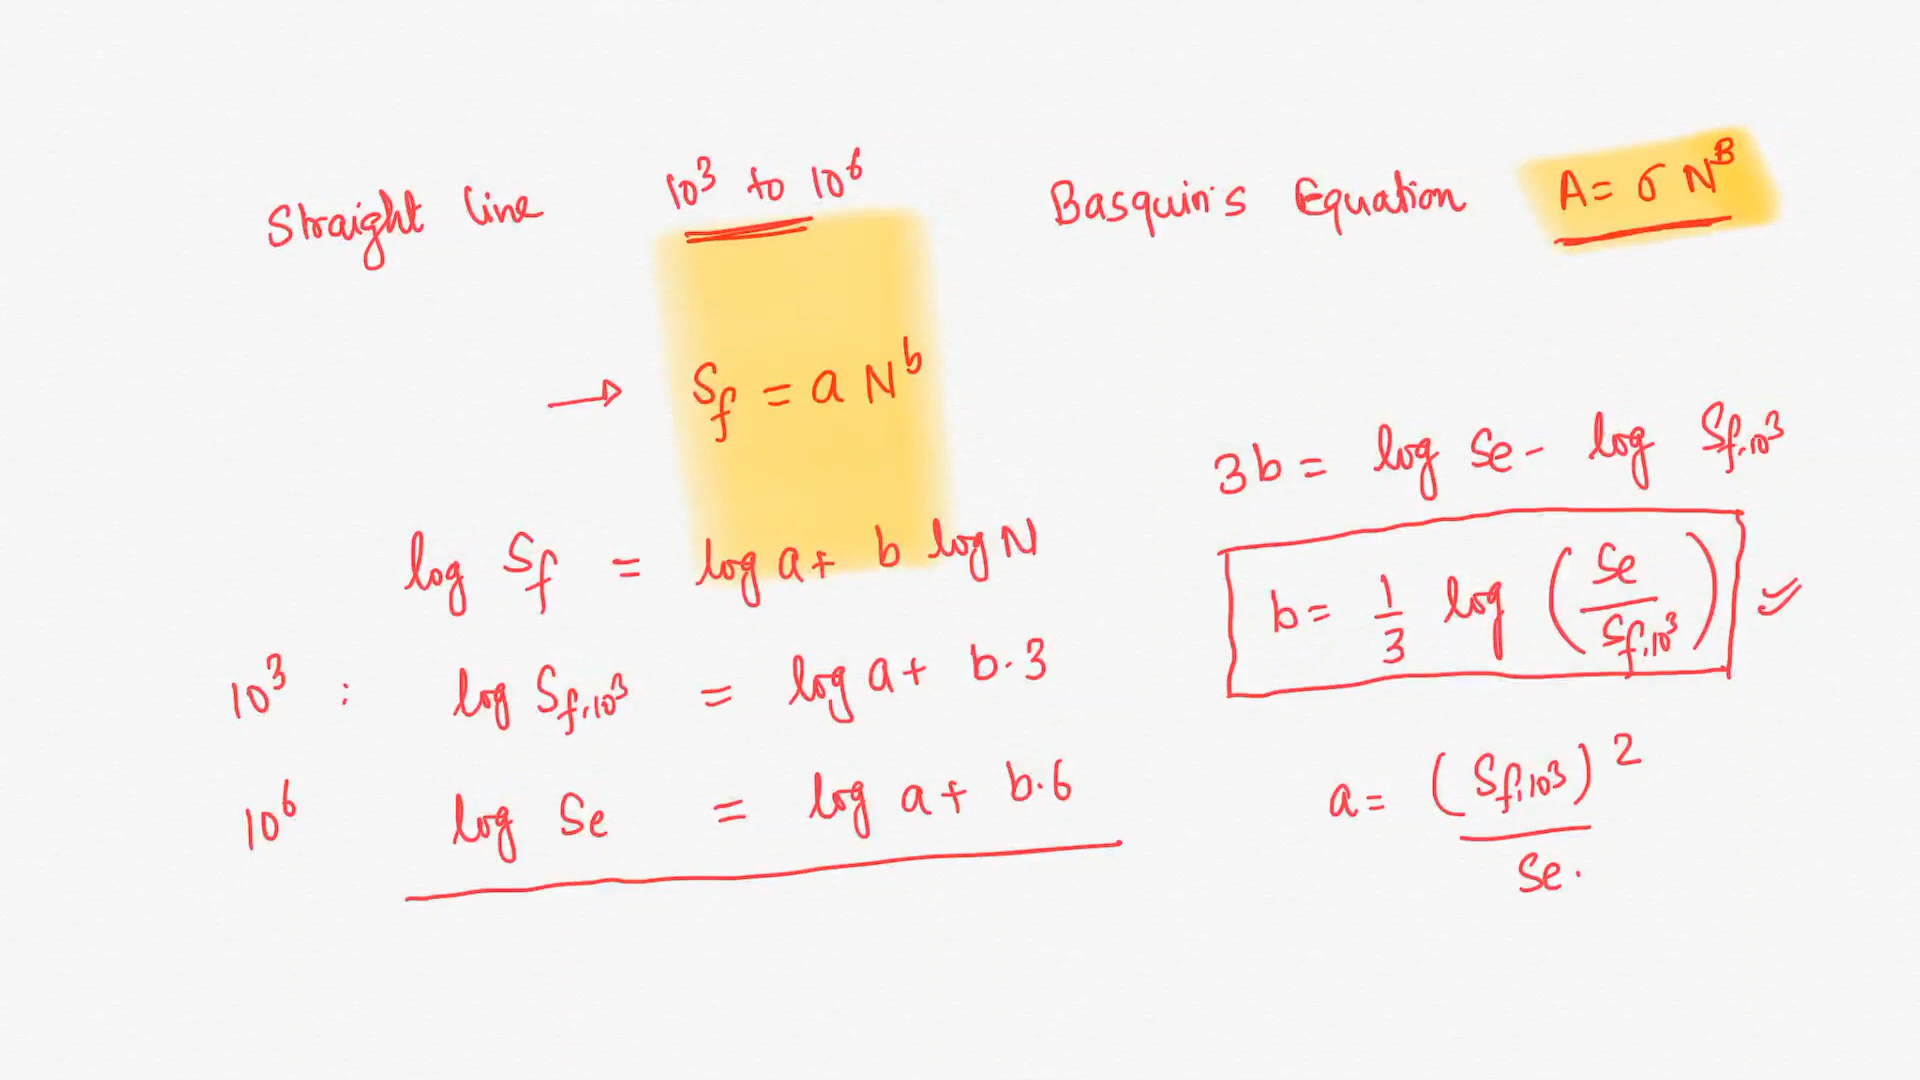 Straight line 10³ to 10⁶ Basquin's Equation A = σ N^B
→ S_f = a N^b
log S_f = log a + b log N
10³ : log S_f,10³ = log a + b.3
10⁶ log Se = log a + b.6
3b = log Se - log S_f,10³
b = 1/3 log (Se/S_f,10³)
a = (S_f,10³)²/Se.